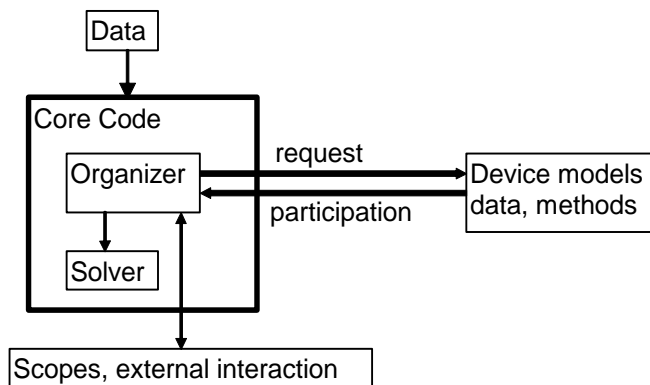 Data
Core Code
Organizer
request
participation
Device models
data, methods
Solver
Scopes, external interaction